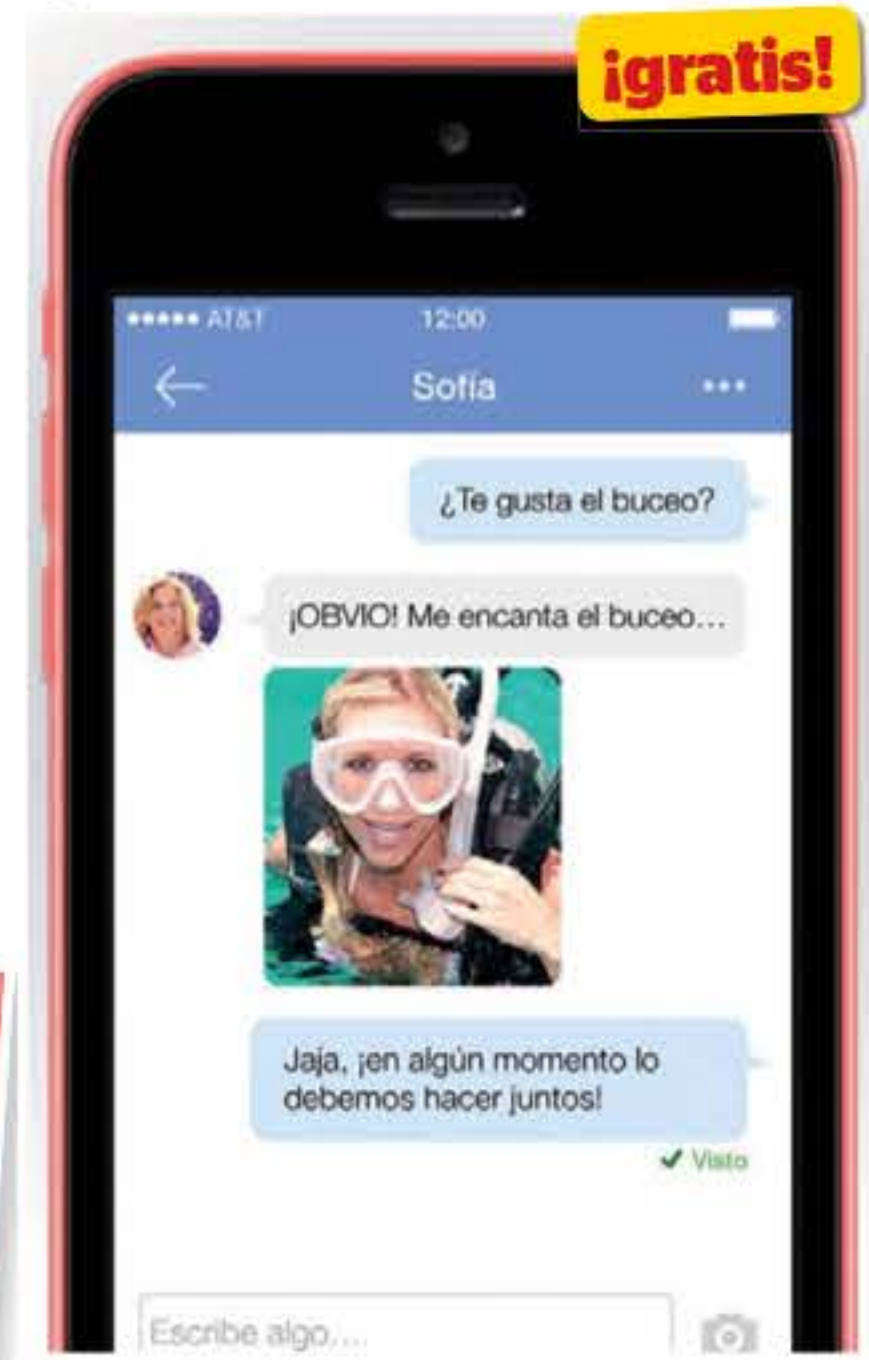 ¡gratis!
AT&T 12:00
Sofía
¿Te gusta el buceo?
¡OBVIO! Me encanta el buceo...
Jaja, ¡en algún momento lo
debemos hacer juntos!
✔ Visto
Escribe algo....